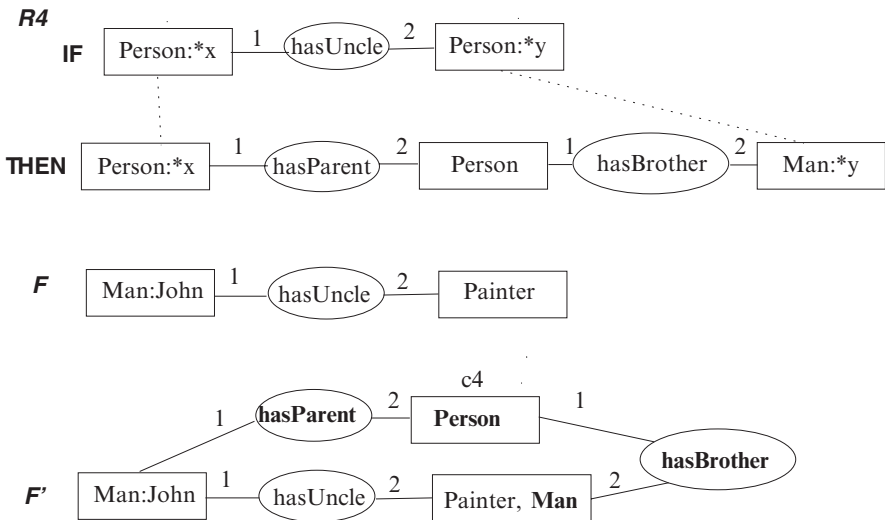 R4
IF Person:*x 1 hasUncle 2 Person:*y
THEN Person:*x 1 hasParent 2 Person 1 hasBrother 2 Man:*y
F Man:John 1 hasUncle 2 Painter
c4
1 hasParent 2 Person 1
hasBrother
F' Man:John 1 hasUncle 2 Painter, Man 2